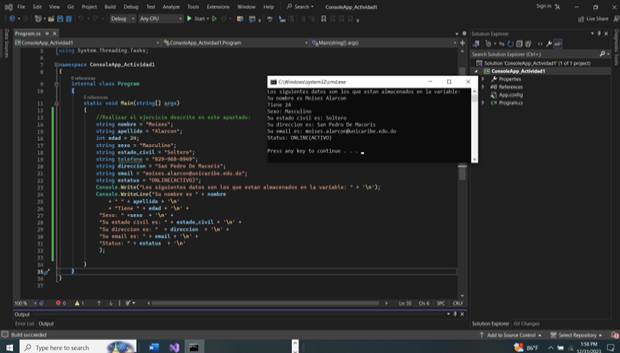 File Edit View Git Project Build Debug Test Analyze Tools Extensions Window Help Search ConsoleApp_Actividad1 Sign in
Debug Any CPU Start Live Share
Program.cs
Solution Explorer
ConsoleApp_Actividad1 ConsoleApp_Actividad1.Program Main(string[] args)
Data Sources
using System.Threading.Tasks;
Search Solution Explorer (Ctrl+;)
Solution 'ConsoleApp_Actividad1' (1 of 1 project)
ConsoleApp_Actividad1
Properties
References
App.config
Program.cs
namespace ConsoleApp_Actividad1
{
0 references
internal class Program
{
0 references
static void Main(string[] args)
{
//Realizar el ejercicio descrito en este apartado:
string nombre = "Moises";
string apellido = "Alarcon";
int edad = 24;
string sexo = "Masculino";
string estado_civil = "Soltero";
string telefono = "829-968-8949";
string direccion = "San Pedro De Macoris";
string email = "moises.alarcon@unicaribe.edu.do";
string estatus = "ONLINE(ACTIVO)";
Console.Write("Los siguientes datos son los que estan almacenados en la variable: " + '\n');
Console.WriteLine("Su nombre es " + nombre
+ " " + apellido + '\n'
+ "Tiene " + edad + '\n' +
"Sexo: " +sexo + '\n' +
"Su estado civil es: " + estado_civil + '\n' +
"Su direccion es: " + direccion + '\n' +
"Su email es: " + email + '\n' +
"Status: " + estatus + '\n'
);
}
}
}
C:\Windows\system32\cmd.exe
Los siguientes datos son los que estan almacenados en la variable:
Su nombre es Moises Alarcon
Tiene 24
Sexo: Masculino
Su estado civil es: Soltero
Su direccion es: San Pedro De Macoris
Su email es: moises.alarcon@unicaribe.edu.do
Status: ONLINE(ACTIVO)
Press any key to continue . . .
100 % 0 1 Ln: 35 Ch: 6 SPC CRLF
Output
Error List Output
Solution Explorer Git Changes
Build succeeded
Add to Source Control Select Repository
Type here to search
86°F
1:58 PM
12/31/2023